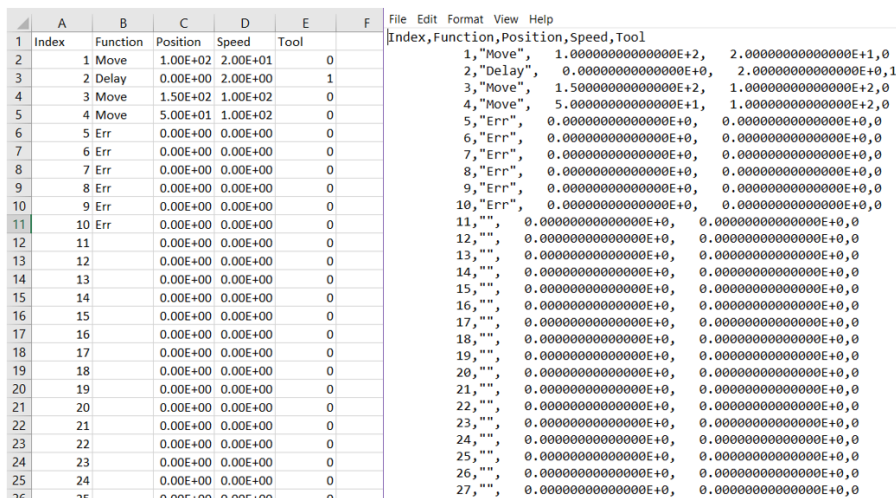 A B C D E F
1 Index Function Position Speed Tool
2 1 Move 1.00E+02 2.00E+01 0
3 2 Delay 0.00E+00 2.00E+00 1
4 3 Move 1.50E+02 1.00E+02 0
5 4 Move 5.00E+01 1.00E+02 0
6 5 Err 0.00E+00 0.00E+00 0
7 6 Err 0.00E+00 0.00E+00 0
8 7 Err 0.00E+00 0.00E+00 0
9 8 Err 0.00E+00 0.00E+00 0
10 9 Err 0.00E+00 0.00E+00 0
11 10 Err 0.00E+00 0.00E+00 0
12 11 0.00E+00 0.00E+00 0
13 12 0.00E+00 0.00E+00 0
14 13 0.00E+00 0.00E+00 0
15 14 0.00E+00 0.00E+00 0
16 15 0.00E+00 0.00E+00 0
17 16 0.00E+00 0.00E+00 0
18 17 0.00E+00 0.00E+00 0
19 18 0.00E+00 0.00E+00 0
20 19 0.00E+00 0.00E+00 0
21 20 0.00E+00 0.00E+00 0
22 21 0.00E+00 0.00E+00 0
23 22 0.00E+00 0.00E+00 0
24 23 0.00E+00 0.00E+00 0
25 24 0.00E+00 0.00E+00 0
File Edit Format View Help
Index,Function,Position,Speed,Tool
1,"Move", 1.00000000000000E+2, 2.00000000000000E+1,0
2,"Delay", 0.00000000000000E+0, 2.00000000000000E+0,1
3,"Move", 1.50000000000000E+2, 1.00000000000000E+2,0
4,"Move", 5.00000000000000E+1, 1.00000000000000E+2,0
5,"Err", 0.00000000000000E+0, 0.00000000000000E+0,0
6,"Err", 0.00000000000000E+0, 0.00000000000000E+0,0
7,"Err", 0.00000000000000E+0, 0.00000000000000E+0,0
8,"Err", 0.00000000000000E+0, 0.00000000000000E+0,0
9,"Err", 0.00000000000000E+0, 0.00000000000000E+0,0
10,"Err", 0.00000000000000E+0, 0.00000000000000E+0,0
11,"", 0.00000000000000E+0, 0.00000000000000E+0,0
12,"", 0.00000000000000E+0, 0.00000000000000E+0,0
13,"", 0.00000000000000E+0, 0.00000000000000E+0,0
14,"", 0.00000000000000E+0, 0.00000000000000E+0,0
15,"", 0.00000000000000E+0, 0.00000000000000E+0,0
16,"", 0.00000000000000E+0, 0.00000000000000E+0,0
17,"", 0.00000000000000E+0, 0.00000000000000E+0,0
18,"", 0.00000000000000E+0, 0.00000000000000E+0,0
19,"", 0.00000000000000E+0, 0.00000000000000E+0,0
20,"", 0.00000000000000E+0, 0.00000000000000E+0,0
21,"", 0.00000000000000E+0, 0.00000000000000E+0,0
22,"", 0.00000000000000E+0, 0.00000000000000E+0,0
23,"", 0.00000000000000E+0, 0.00000000000000E+0,0
24,"", 0.00000000000000E+0, 0.00000000000000E+0,0
25,"", 0.00000000000000E+0, 0.00000000000000E+0,0
26,"", 0.00000000000000E+0, 0.00000000000000E+0,0
27,"", 0.00000000000000E+0, 0.00000000000000E+0,0